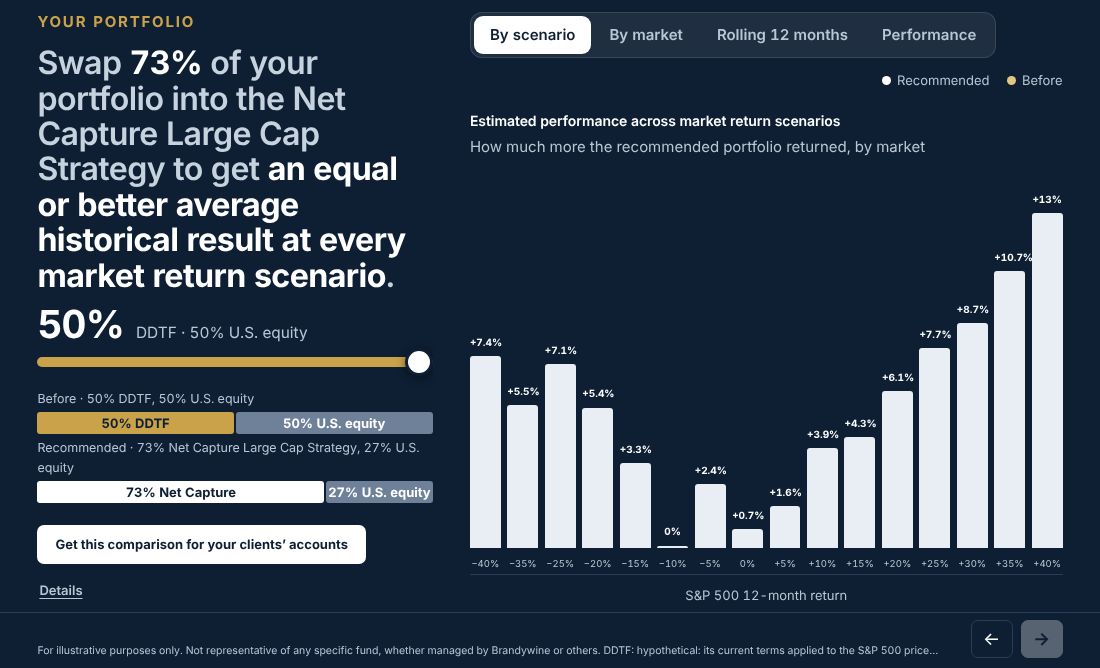 YOUR PORTFOLIO
Swap 73% of your
portfolio into the Net
Capture Large Cap
Strategy to get an equal
or better average
historical result at every
market return scenario.
50% DDTF · 50% U.S. equity
Before · 50% DDTF, 50% U.S. equity
50% DDTF 50% U.S. equity
Recommended · 73% Net Capture Large Cap Strategy, 27% U.S.
equity
73% Net Capture 27% U.S. equity
Get this comparison for your clients’ accounts
Details
By scenario By market Rolling 12 months Performance
Recommended Before
Estimated performance across market return scenarios
How much more the recommended portfolio returned, by market
+7.4% +5.5% +7.1% +5.4% +3.3% 0% +2.4% +0.7% +1.6% +3.9% +4.3% +6.1% +7.7% +8.7% +10.7% +13%
−40% −35% −25% −20% −15% −10% −5% 0% +5% +10% +15% +20% +25% +30% +35% +40%
S&P 500 12-month return
For illustrative purposes only. Not representative of any specific fund, whether managed by Brandywine or others. DDTF: hypothetical: its current terms applied to the S&P 500 price...